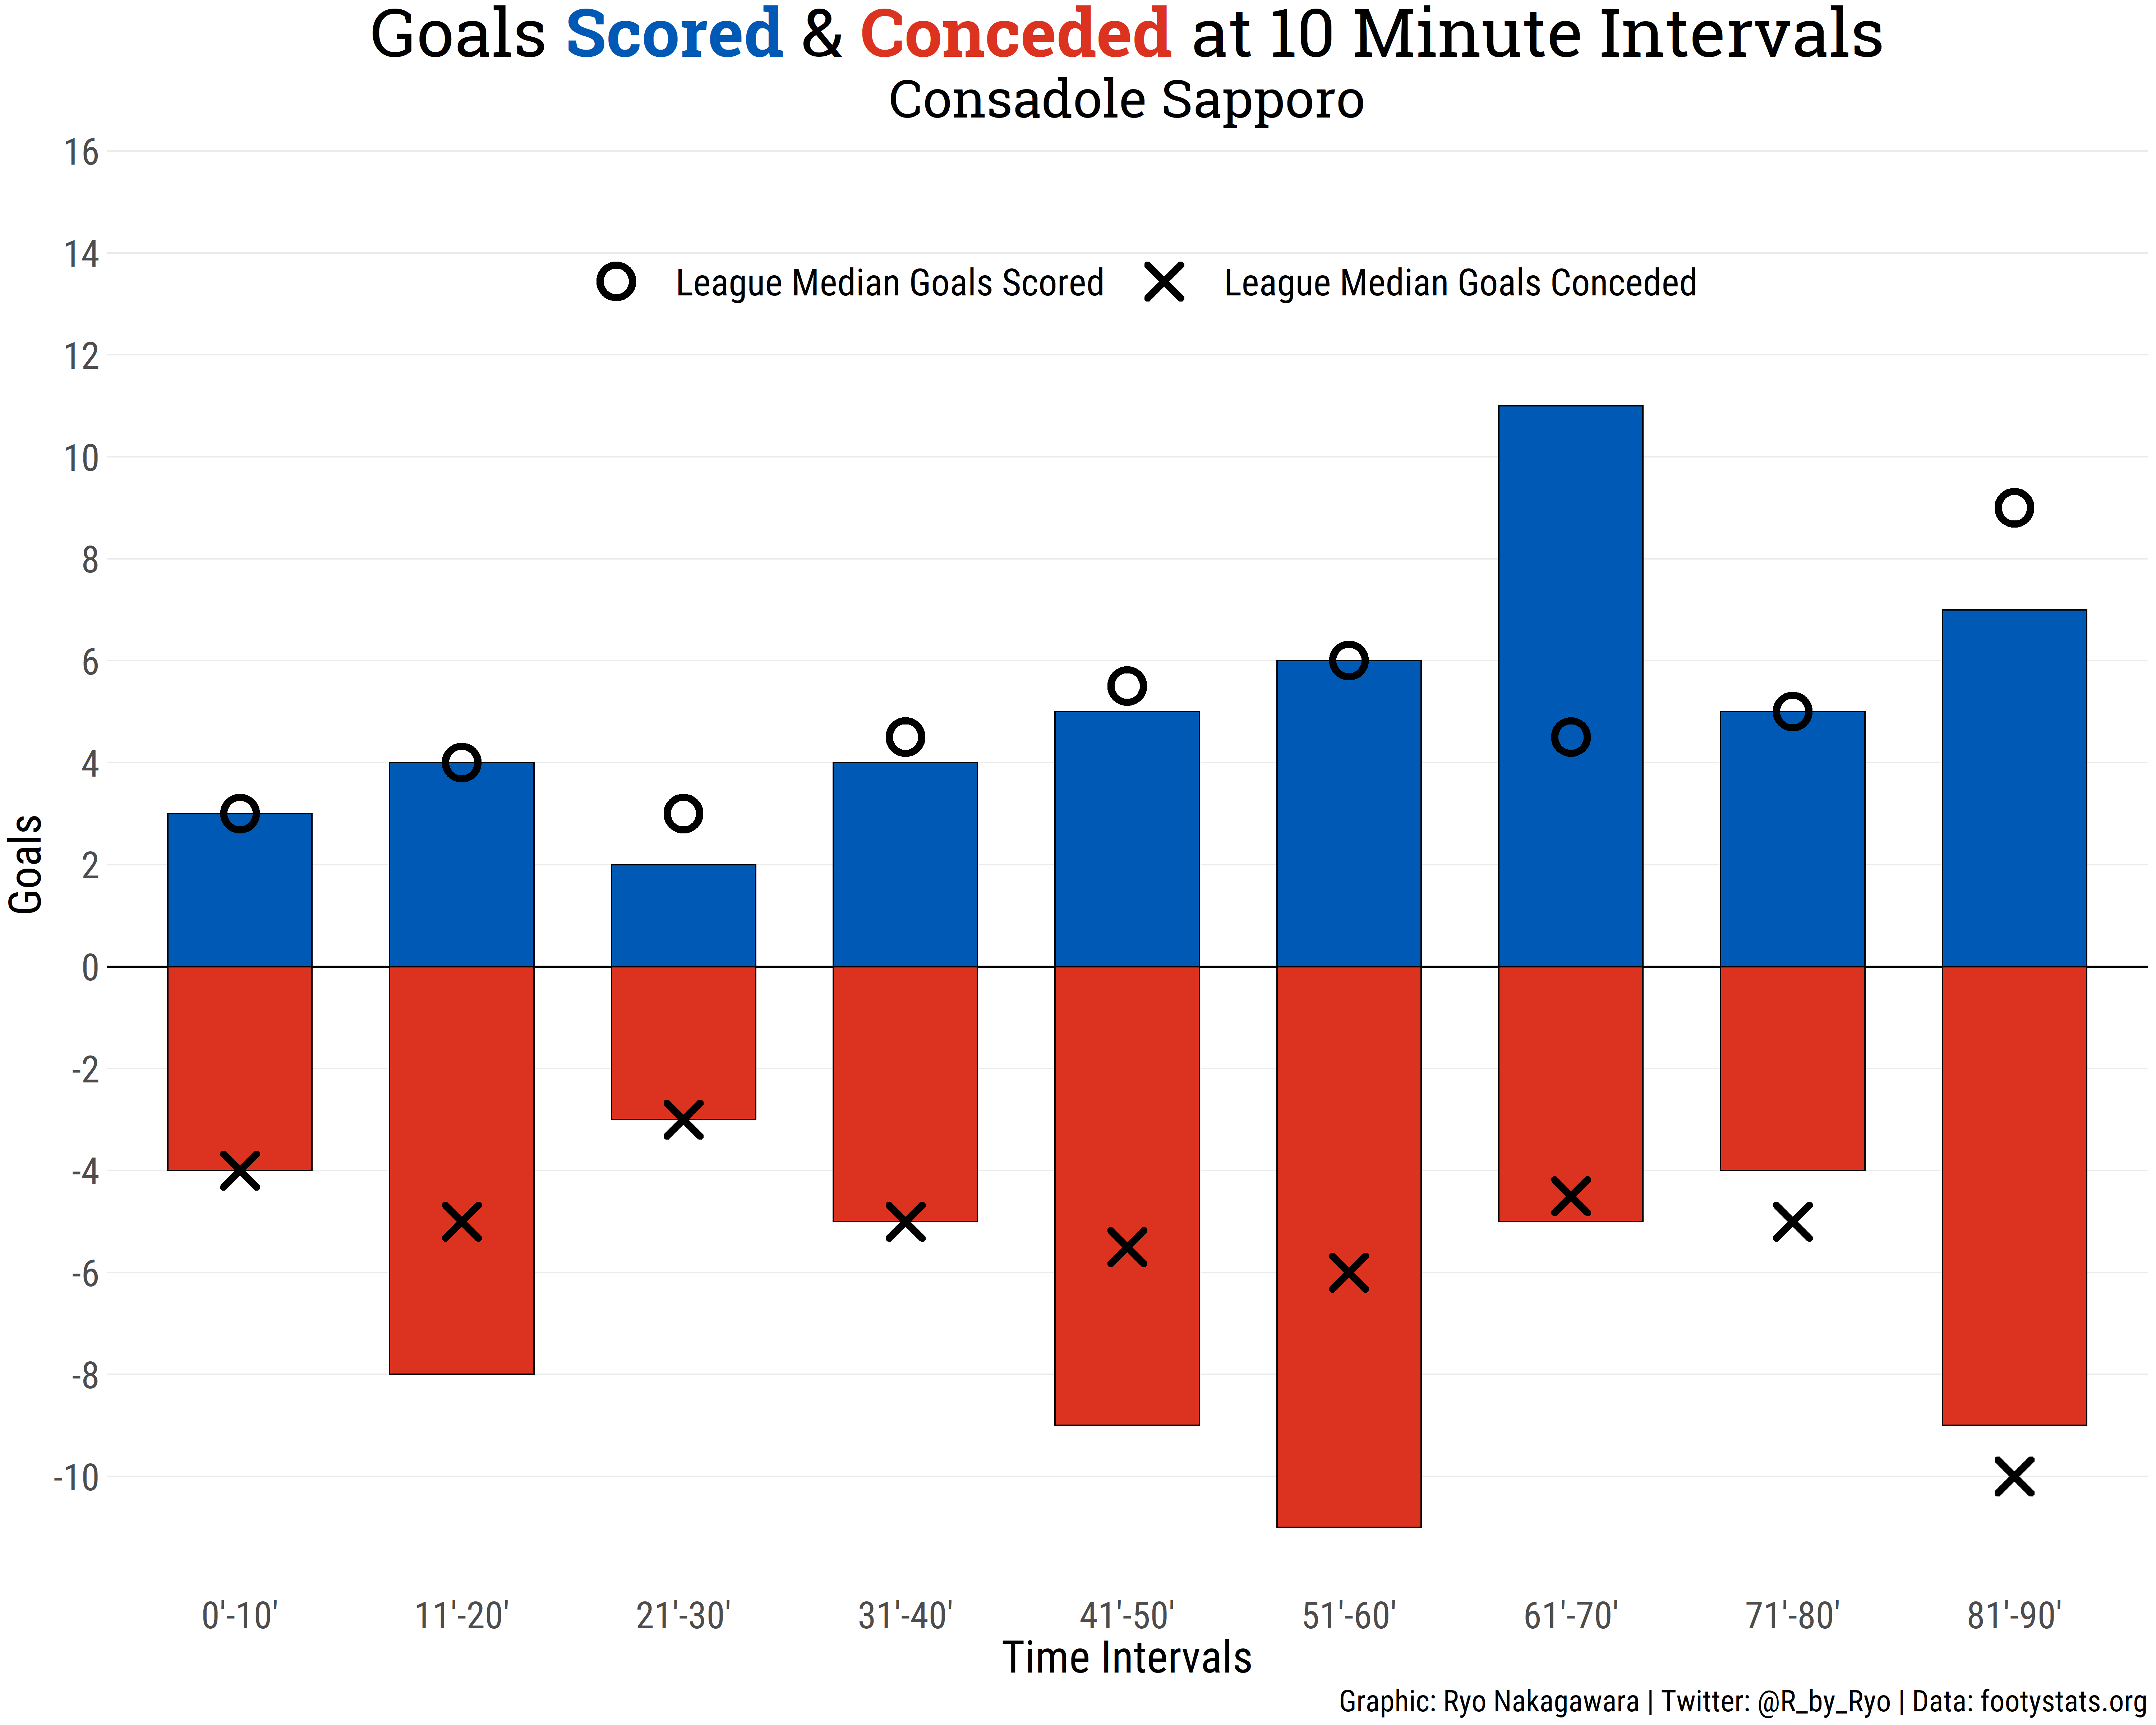 Goals Scored & Conceded at 10 Minute Intervals
Consadole Sapporo
16
14
League Median Goals Scored League Median Goals Conceded
12
10
8
6
4
2
0
-2
-4
-6
-8
-10
Goals
0'-10' 11'-20' 21'-30' 31'-40' 41'-50' 51'-60' 61'-70' 71'-80' 81'-90'
Time Intervals
Graphic: Ryo Nakagawara | Twitter: @R_by_Ryo | Data: footystats.org